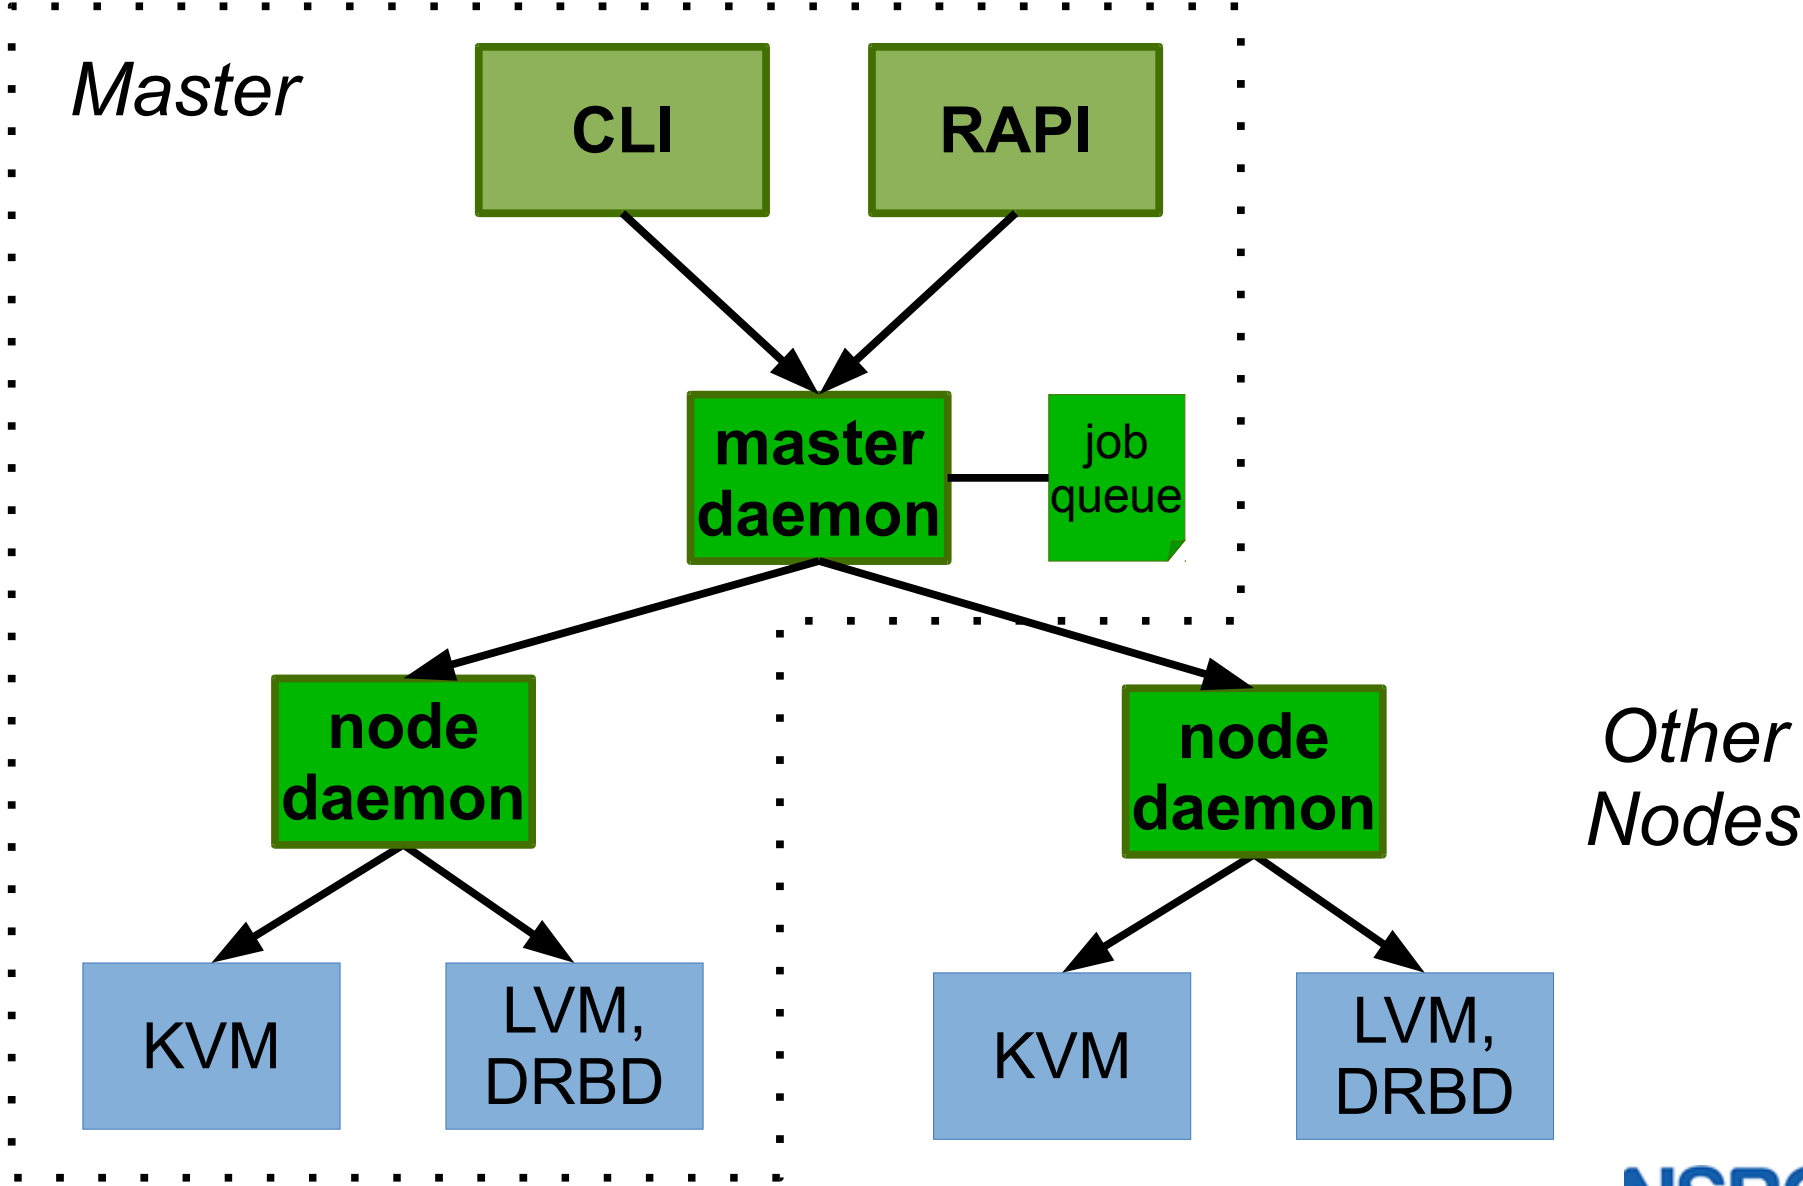 Master
CLI
RAPI
master
daemon
job
queue
node
daemon
node
daemon
Other
Nodes
KVM
LVM,
DRBD
KVM
LVM,
DRBD